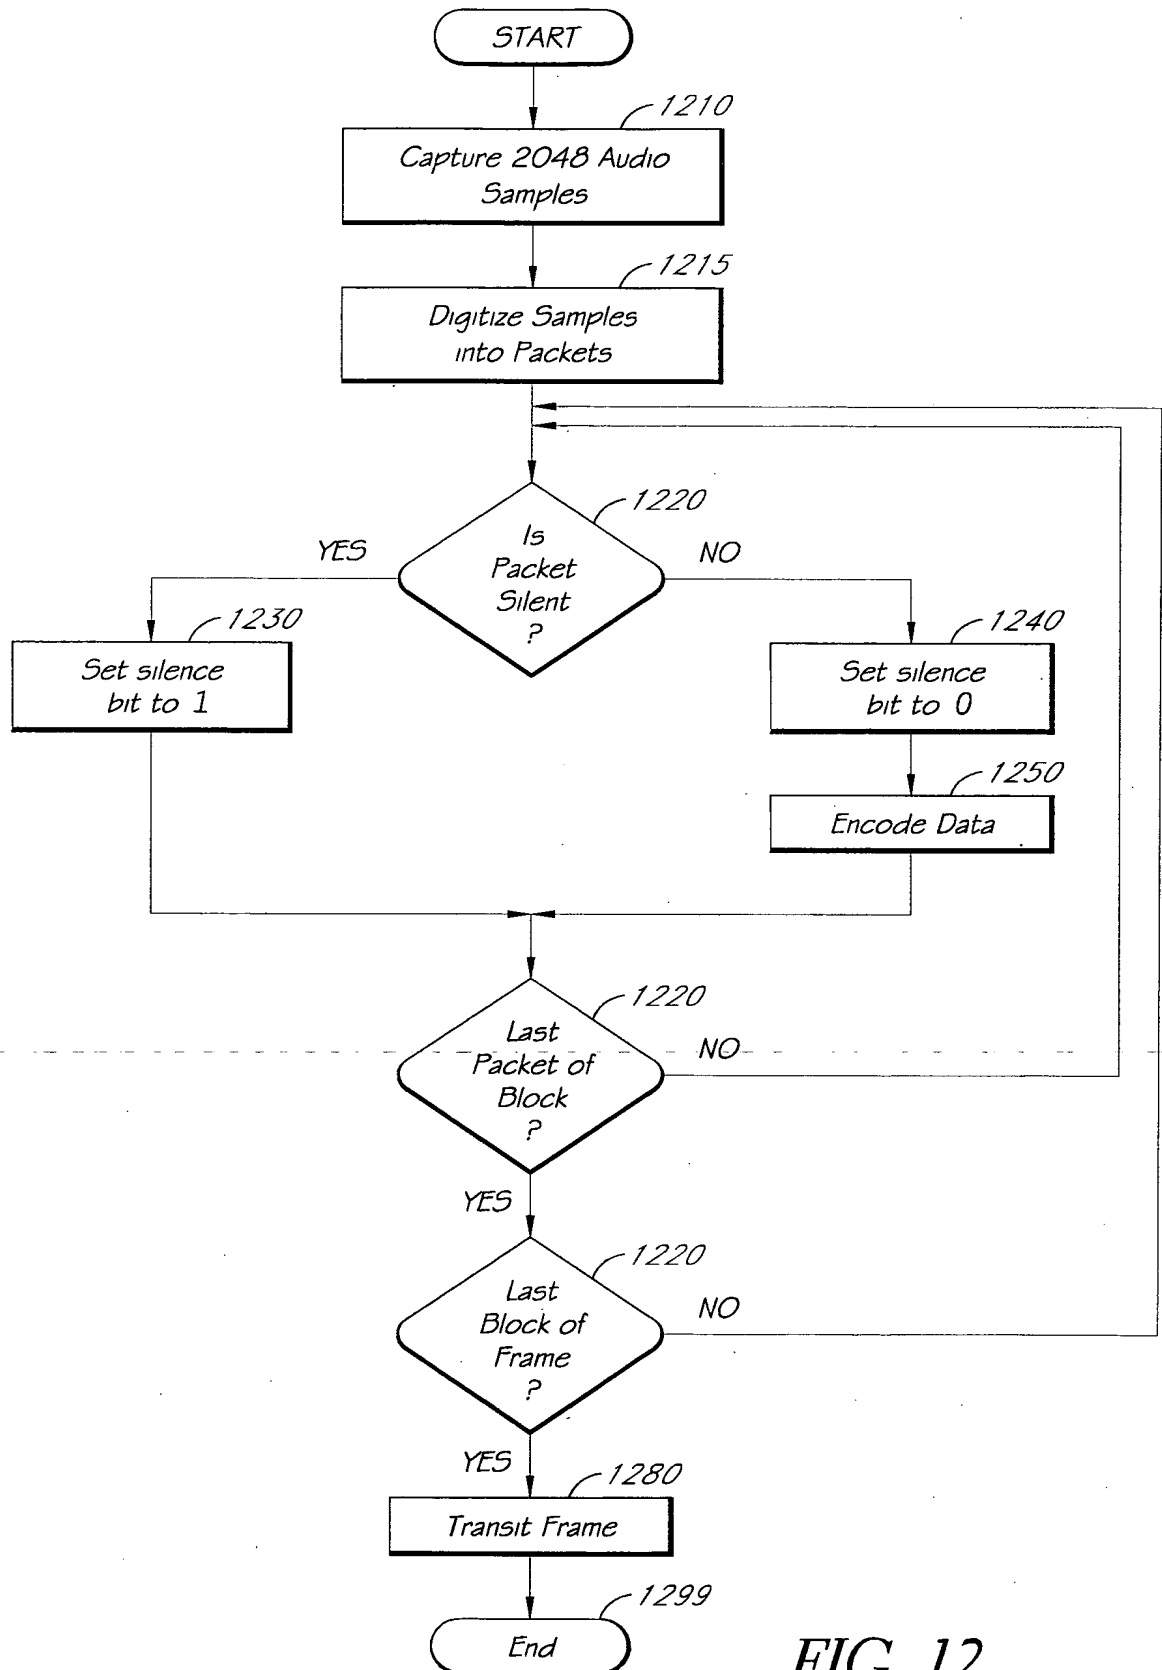 START
1210
Capture 2048 Audio
Samples
1215
Digitize Samples
into Packets
1220
Is
Packet
Silent
?
YES
NO
1230
Set silence
bit to 1
1240
Set silence
bit to 0
1250
Encode Data
1220
Last
Packet of
Block
?
NO
YES
1220
Last
Block of
Frame
?
NO
YES
1280
Transit Frame
1299
End
FIG. 12